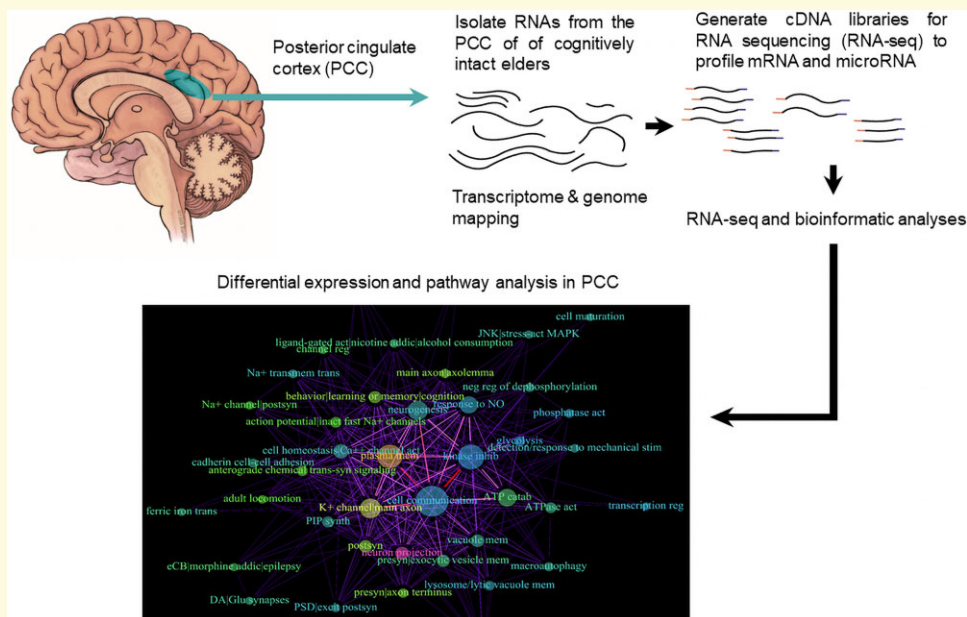 Posterior cingulate
cortex (PCC)
Isolate RNAs from the
PCC of of cognitively
intact elders
Transcriptome & genome
mapping
Generate cDNA libraries for
RNA sequencing (RNA-seq) to
profile mRNA and microRNA
RNA-seq and bioinformatic analyses
Differential expression and pathway analysis in PCC
cell maturation
JNK|stress-act MAPK
ligand-gated act|nicotine addic|alcohol consumption
channel reg
Na+ transmem trans
main axon|axolemma
neg reg of dephosphorylation
behavior|learning or memory|cognition
Na+ channel|postsyn
neurogenesis
response to NO
phosphatase act
action potential|inact fast Na+ channels
glycolysis
cell homeostasis|Ca++ channel act
detection/response to mechanical stim
plasma mem
kinase inhib
cadherin cell-cell adhesion
anterograde chemical trans-syn signaling
adult locomotion
cell communication
ATP catab
K+ channel|main axon
ATPase act
transcription reg
ferric iron trans
PIP synth
vacuole mem
postsyn
neuron projection
presyn|exocytic vesicle mem
macroautophagy
eCB|morphine addic|epilepsy
lysosome/lytic vacuole mem
presyn|axon terminus
DA|Glu synapses
PSD|excit postsyn